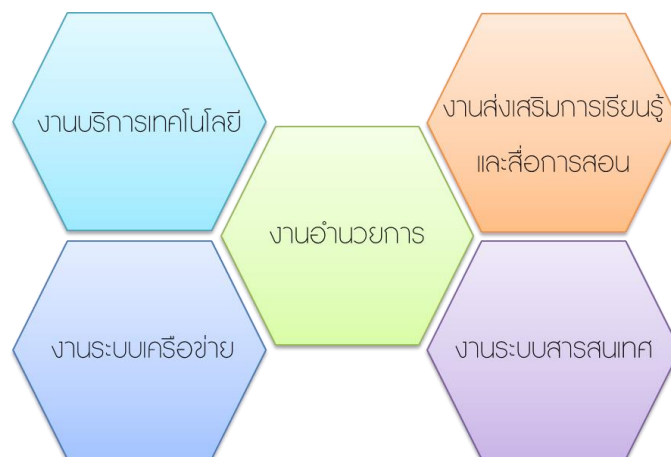 งานบริการเทคโนโลยี
งานส่งเสริมการเรียนรู้
และสื่อการสอน
งานอำนวยการ
งานระบบเครือข่าย
งานระบบสารสนเทศ